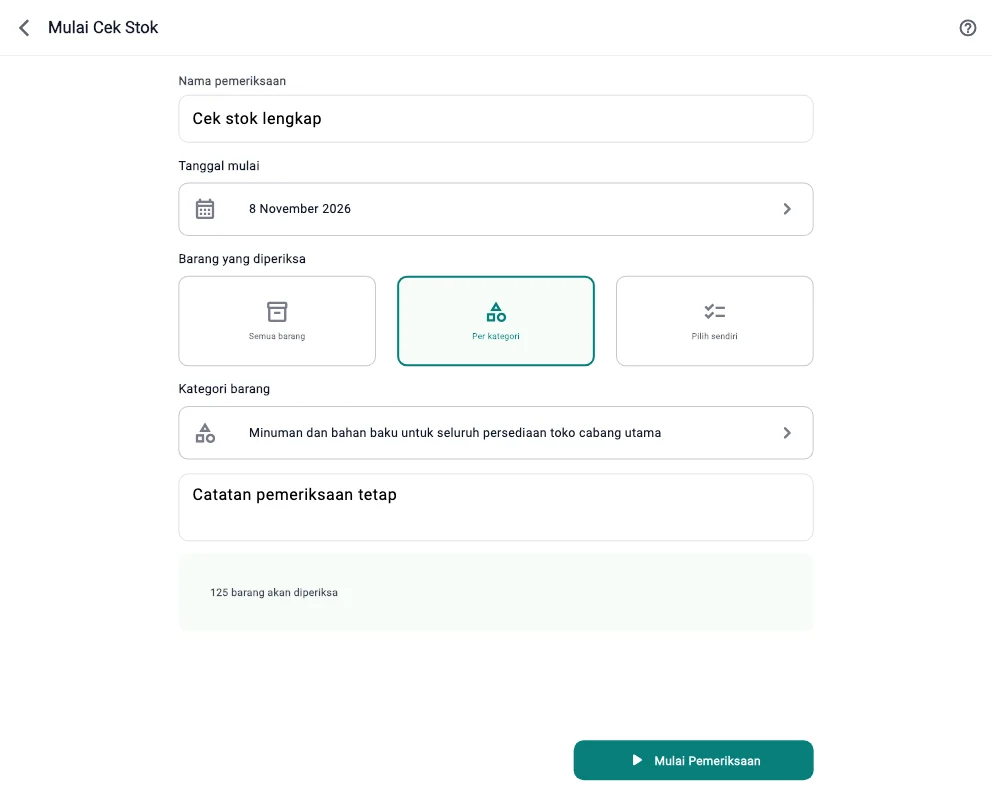 Mulai Cek Stok
Nama pemeriksaan
Cek stok lengkap
Tanggal mulai
8 November 2026
Barang yang diperiksa
Semua barang
Per kategori
Pilih sendiri
Kategori barang
Minuman dan bahan baku untuk seluruh persediaan toko cabang utama
Catatan pemeriksaan tetap
125 barang akan diperiksa
Mulai Pemeriksaan